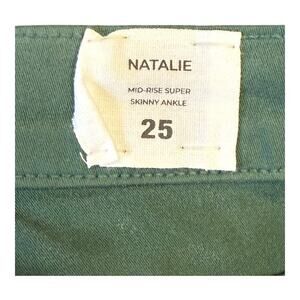 NATALIE
MID-RISE SUPER
SKINNY ANKLE
25